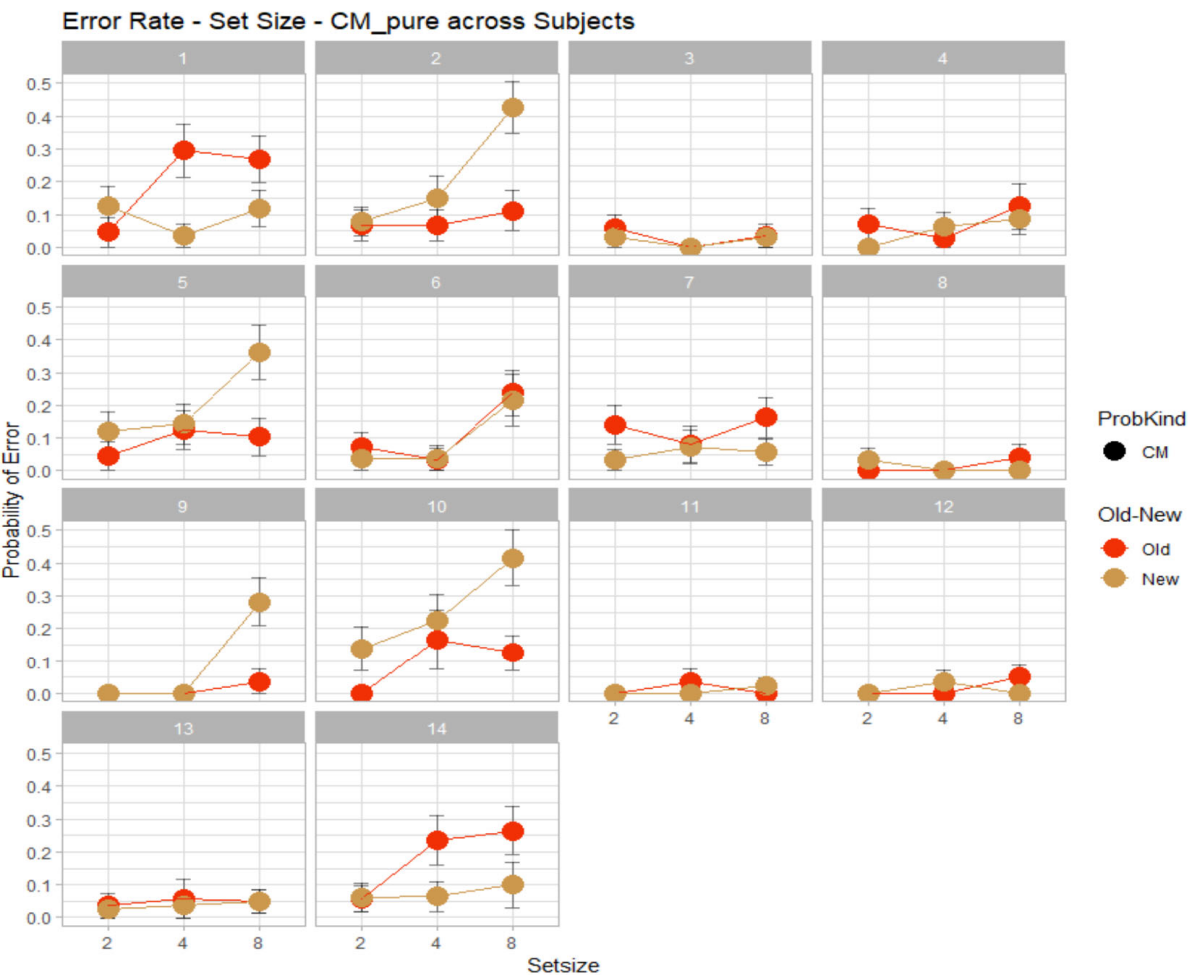 Error Rate - Set Size - CM_pure across Subjects
1 2 3 4
0.5
0.4
0.3
0.2
0.1
0.0
5 6 7 8
0.5
0.4
0.3
0.2
0.1
0.0
9 10 11 12
0.5
0.4
0.3
0.2
0.1
0.0
2 4 8 2 4 8
13 14
0.5
0.4
0.3
0.2
0.1
0.0
2 4 8 2 4 8
Setsize
Probability of Error
ProbKind
CM
Old-New
Old
New